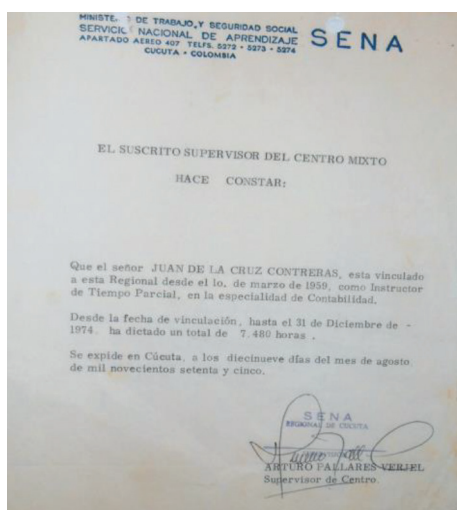 MINISTE DE TRABAJO, Y SEGURIDAD SOCIAL
SERVICIO NACIONAL DE APRENDIZAJE SENA
APARTADO AEREO 407 TELFS. 5272 - 5273 - 5274
CUCUTA - COLOMBIA
EL SUSCRITO SUPERVISOR DEL CENTRO MIXTO
HACE CONSTAR:
Que el señor JUAN DE LA CRUZ CONTRERAS, esta vinculado
a esta Regional desde el lo. de marzo de 1959, como Instructor
de Tiempo Parcial, en la especialidad de Contabilidad.
Desde la fecha de vinculación, hasta el 31 de Diciembre de -
1974 ha dictado un total de 7.480 horas .
Se expide en Cúcuta, a los diecinueve días del mes de agosto
de mil novecientos setenta y cinco.
SENA
REGIONAL DE CUCUTA
ARTURO PALLARES VERJEL
Supervisor de Centro.